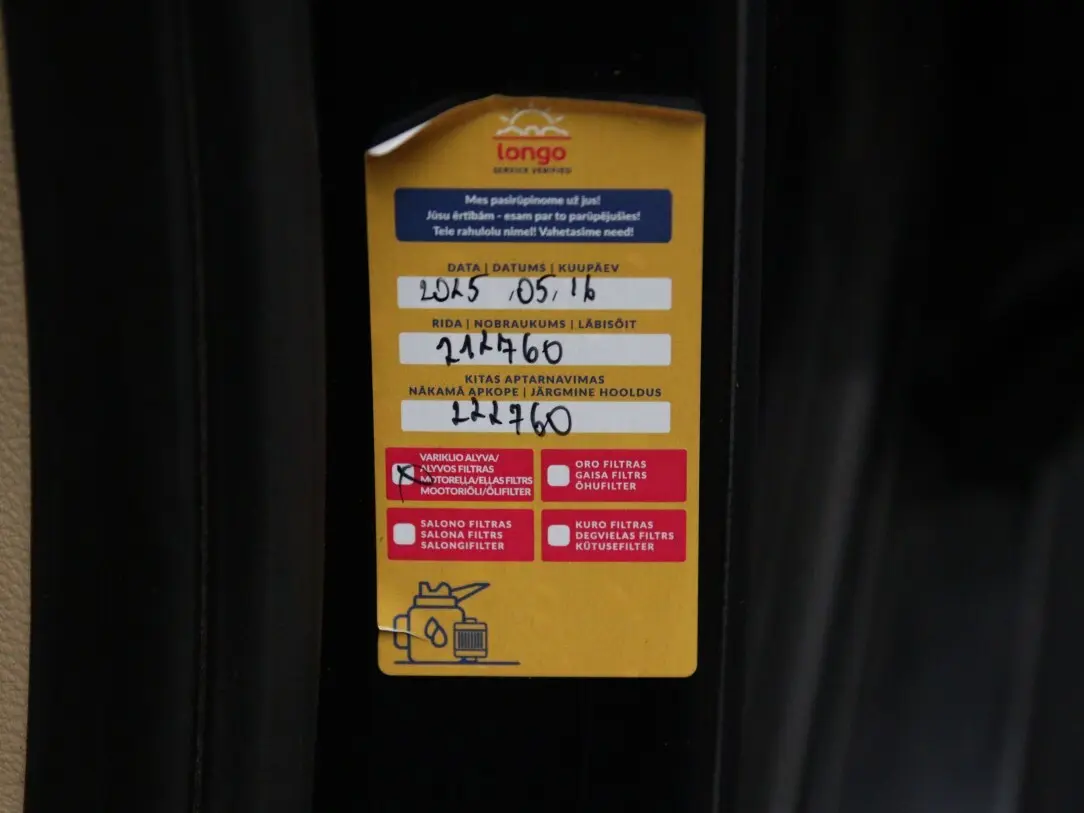 longo
SERVICE VERIFIED
Mes pasirūpinome už jus!
Jūsu ērtībām - esam par to parūpējušies!
Teie rahulolu nimel! Vahetasime need!
DATA | DATUMS | KUUPÄEV
2025 .05.16
RIDA | NOBRAUKUMS | LÄBISÕIT
212760
KITAS APTARNAVIMAS
NĀKAMĀ APKOPE | JÄRGMINE HOOLDUS
222760
VARIKLIO ALYVA/
ALYVOS FILTRAS
MOTOREĻĻA/EĻĻAS FILTRS
MOOTORIÕLI/ÕLIFILTER
ORO FILTRAS
GAISA FILTRS
ÕHUFILTER
SALONO FILTRAS
SALONA FILTRS
SALONGIFILTER
KURO FILTRAS
DEGVIELAS FILTRS
KÜTUSEFILTER